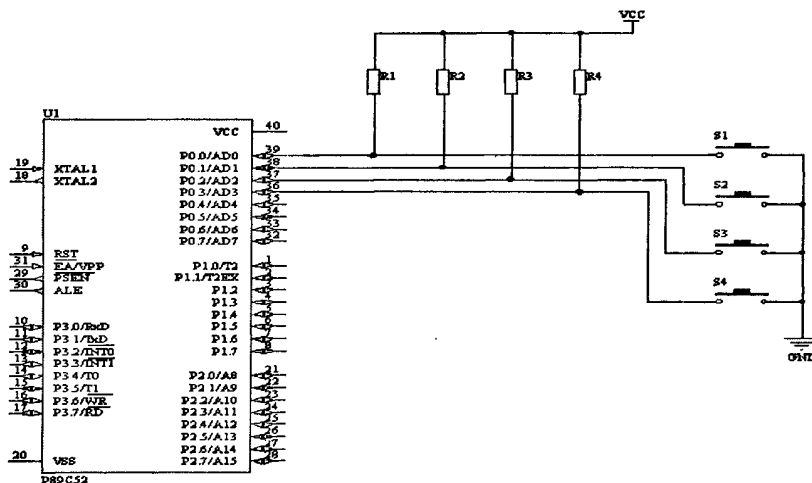 VCC
R1 R2 R3 R4
U1
VCC 40
P0.0/AD0 39
P0.1/AD1 38
P0.2/AD2 37
P0.3/AD3 36
P0.4/AD4 35
P0.5/AD5 34
P0.6/AD6 33
P0.7/AD7 32
19 XTAL1
18 XTAL2
9 RST
31 EA/VPP
29 PSEN
30 ALE
P1.0/T2 1
P1.1/T2EX 2
P1.2 3
P1.3 4
P1.4 5
P1.5 6
P1.6 7
P1.7 8
10 P3.0/RxD
11 P3.1/TxD
12 P3.2/INT0
13 P3.3/INT1
14 P3.4/T0
15 P3.5/T1
16 P3.6/WR
17 P3.7/RD
P2.0/A8 21
P2.1/A9 22
P2.2/A10 23
P2.3/A11 24
P2.4/A12 25
P2.5/A13 26
P2.6/A14 27
P2.7/A15 28
20 VSS
P89C52
S1
S2
S3
S4
GND